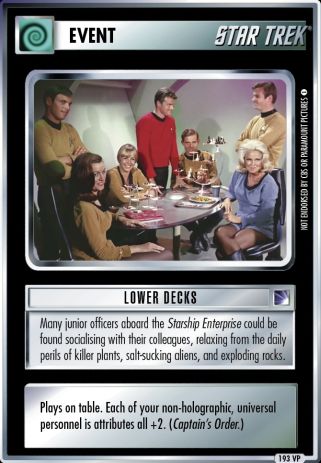 EVENT
STAR TREK®
NOT ENDORSED BY CBS OR PARAMOUNT PICTURES
LOWER DECKS
Many junior officers aboard the Starship Enterprise could be
found socialising with their colleagues, relaxing from the daily
perils of killer plants, salt-sucking aliens, and exploding rocks.
Plays on table. Each of your non-holographic, universal
personnel is attributes all +2. (Captain's Order.)
193 VP